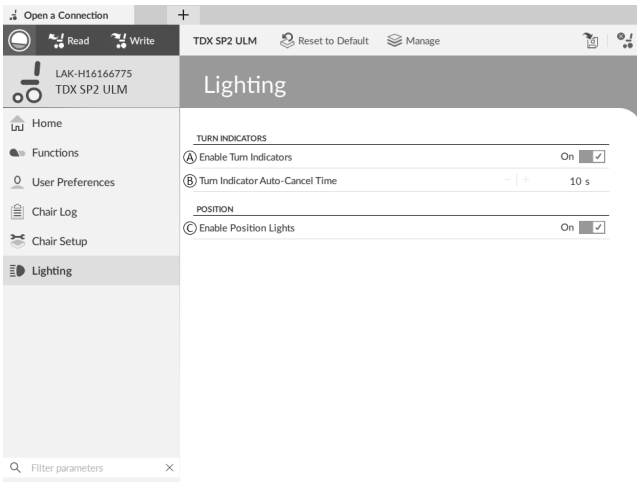 Open a Connection
+
Read
Write
TDX SP2 ULM
Reset to Default
Manage
LAK-H16166775
TDX SP2 ULM
Lighting
Home
Functions
User Preferences
Chair Log
Chair Setup
Lighting
TURN INDICATORS
A Enable Turn Indicators On
B Turn Indicator Auto-Cancel Time - + 10 s
POSITION
C Enable Position Lights On
Filter parameters